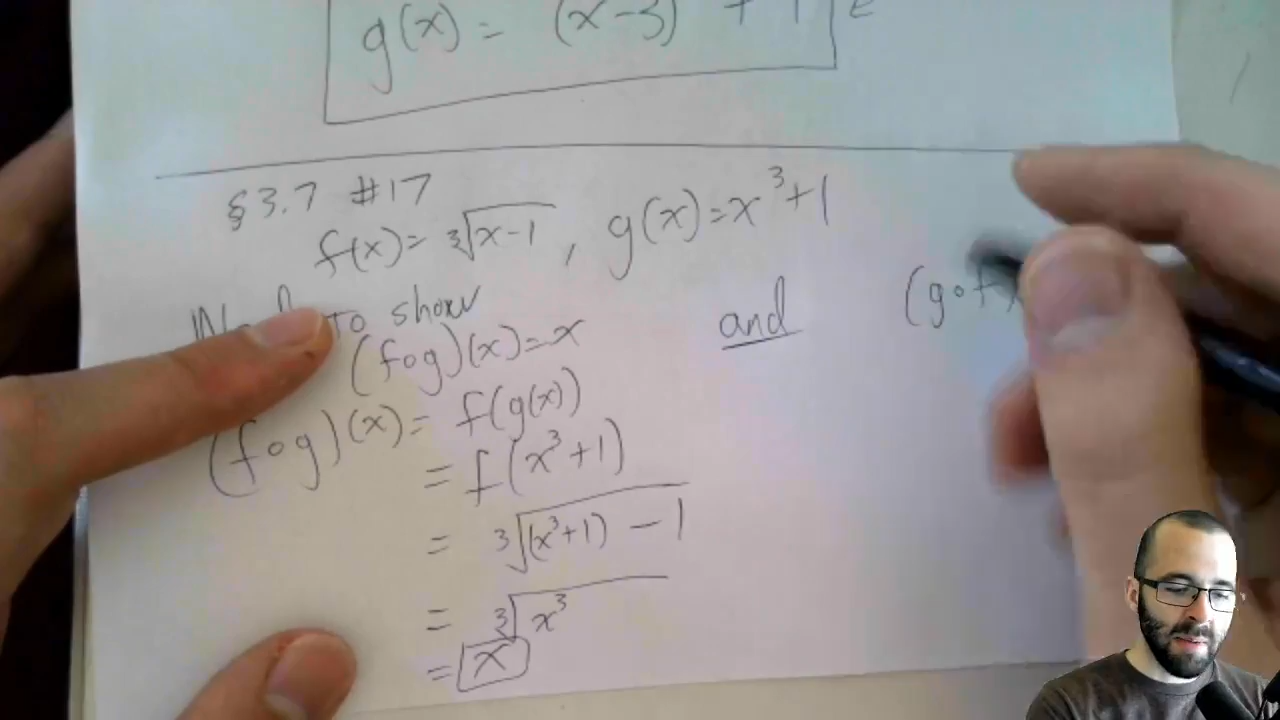 g(x) = (x-3) + 1
§3.7 #17
f(x) = ∛(x-1), g(x) = x³+1
to show
(f∘g)(x) = x and (g∘f)
(f∘g)(x) = f(g(x))
= f(x³+1)
= ∛((x³+1) - 1)
= ∛(x³)
= x